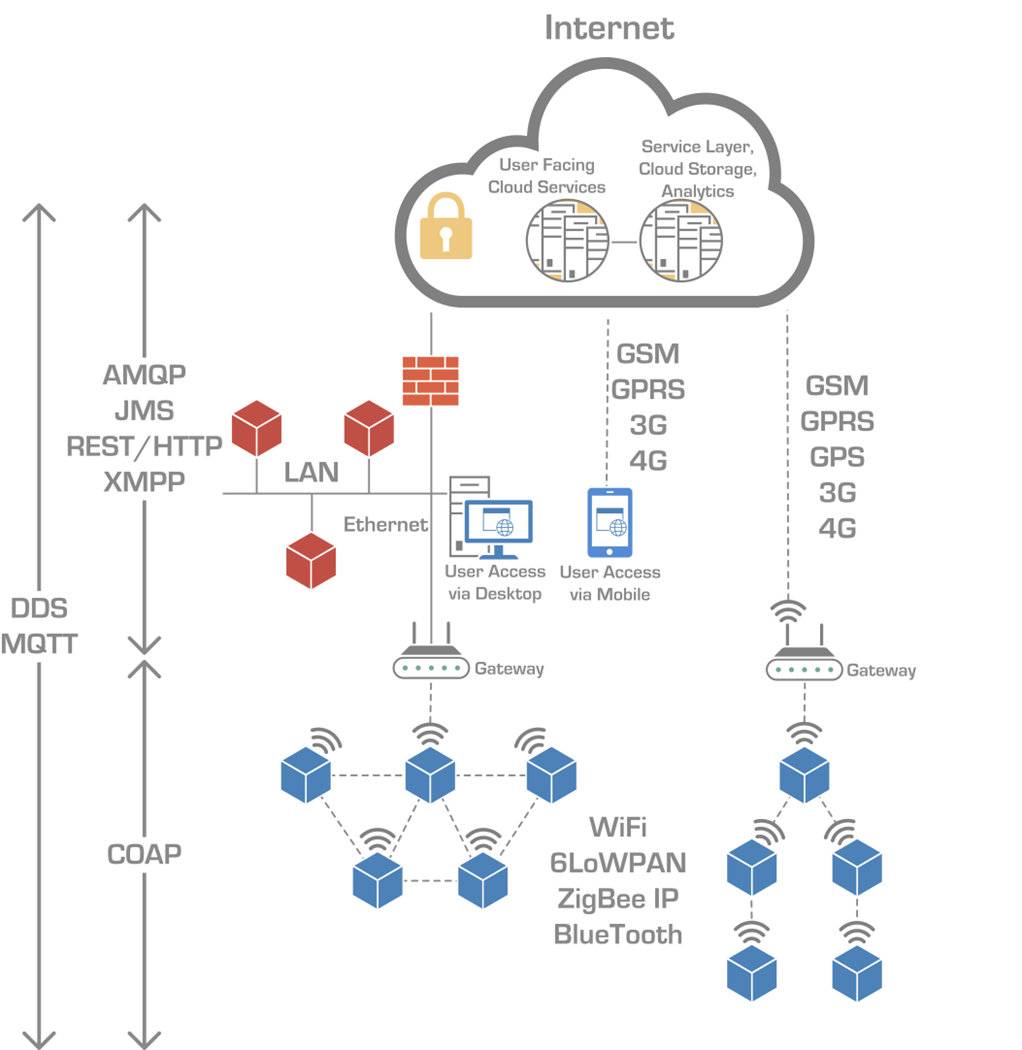 Internet
User Facing
Cloud Services
Service Layer,
Cloud Storage,
Analytics
AMQP
JMS
REST/HTTP
XMPP
LAN
Ethernet
User Access
via Desktop
GSM
GPRS
3G
4G
User Access
via Mobile
GSM
GPRS
GPS
3G
4G
DDS
MQTT
Gateway
Gateway
COAP
WiFi
6LoWPAN
ZigBee IP
BlueTooth